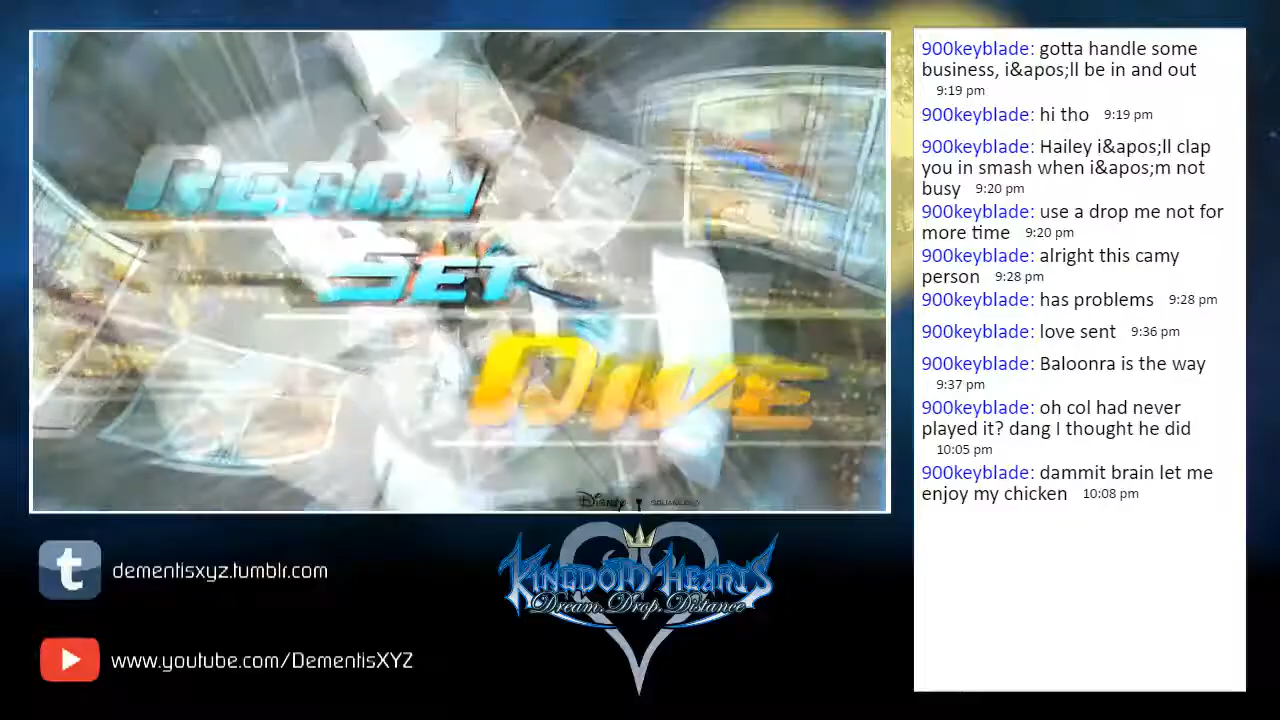 READY
SET
DIVE
Disney
SQUARE ENIX
dementisxyz.tumblr.com
www.youtube.com/DementisXYZ
KINGDOM HEARTS
Dream.Drop.Distance
900keyblade: gotta handle some
business, i&apos;ll be in and out
9:19 pm
900keyblade: hi tho 9:19 pm
900keyblade: Hailey i&apos;ll clap
you in smash when i&apos;m not
busy 9:20 pm
900keyblade: use a drop me not for
more time 9:20 pm
900keyblade: alright this camy
person 9:28 pm
900keyblade: has problems 9:28 pm
900keyblade: love sent 9:36 pm
900keyblade: Baloonra is the way
9:37 pm
900keyblade: oh col had never
played it? dang I thought he did
10:05 pm
900keyblade: dammit brain let me
enjoy my chicken 10:08 pm